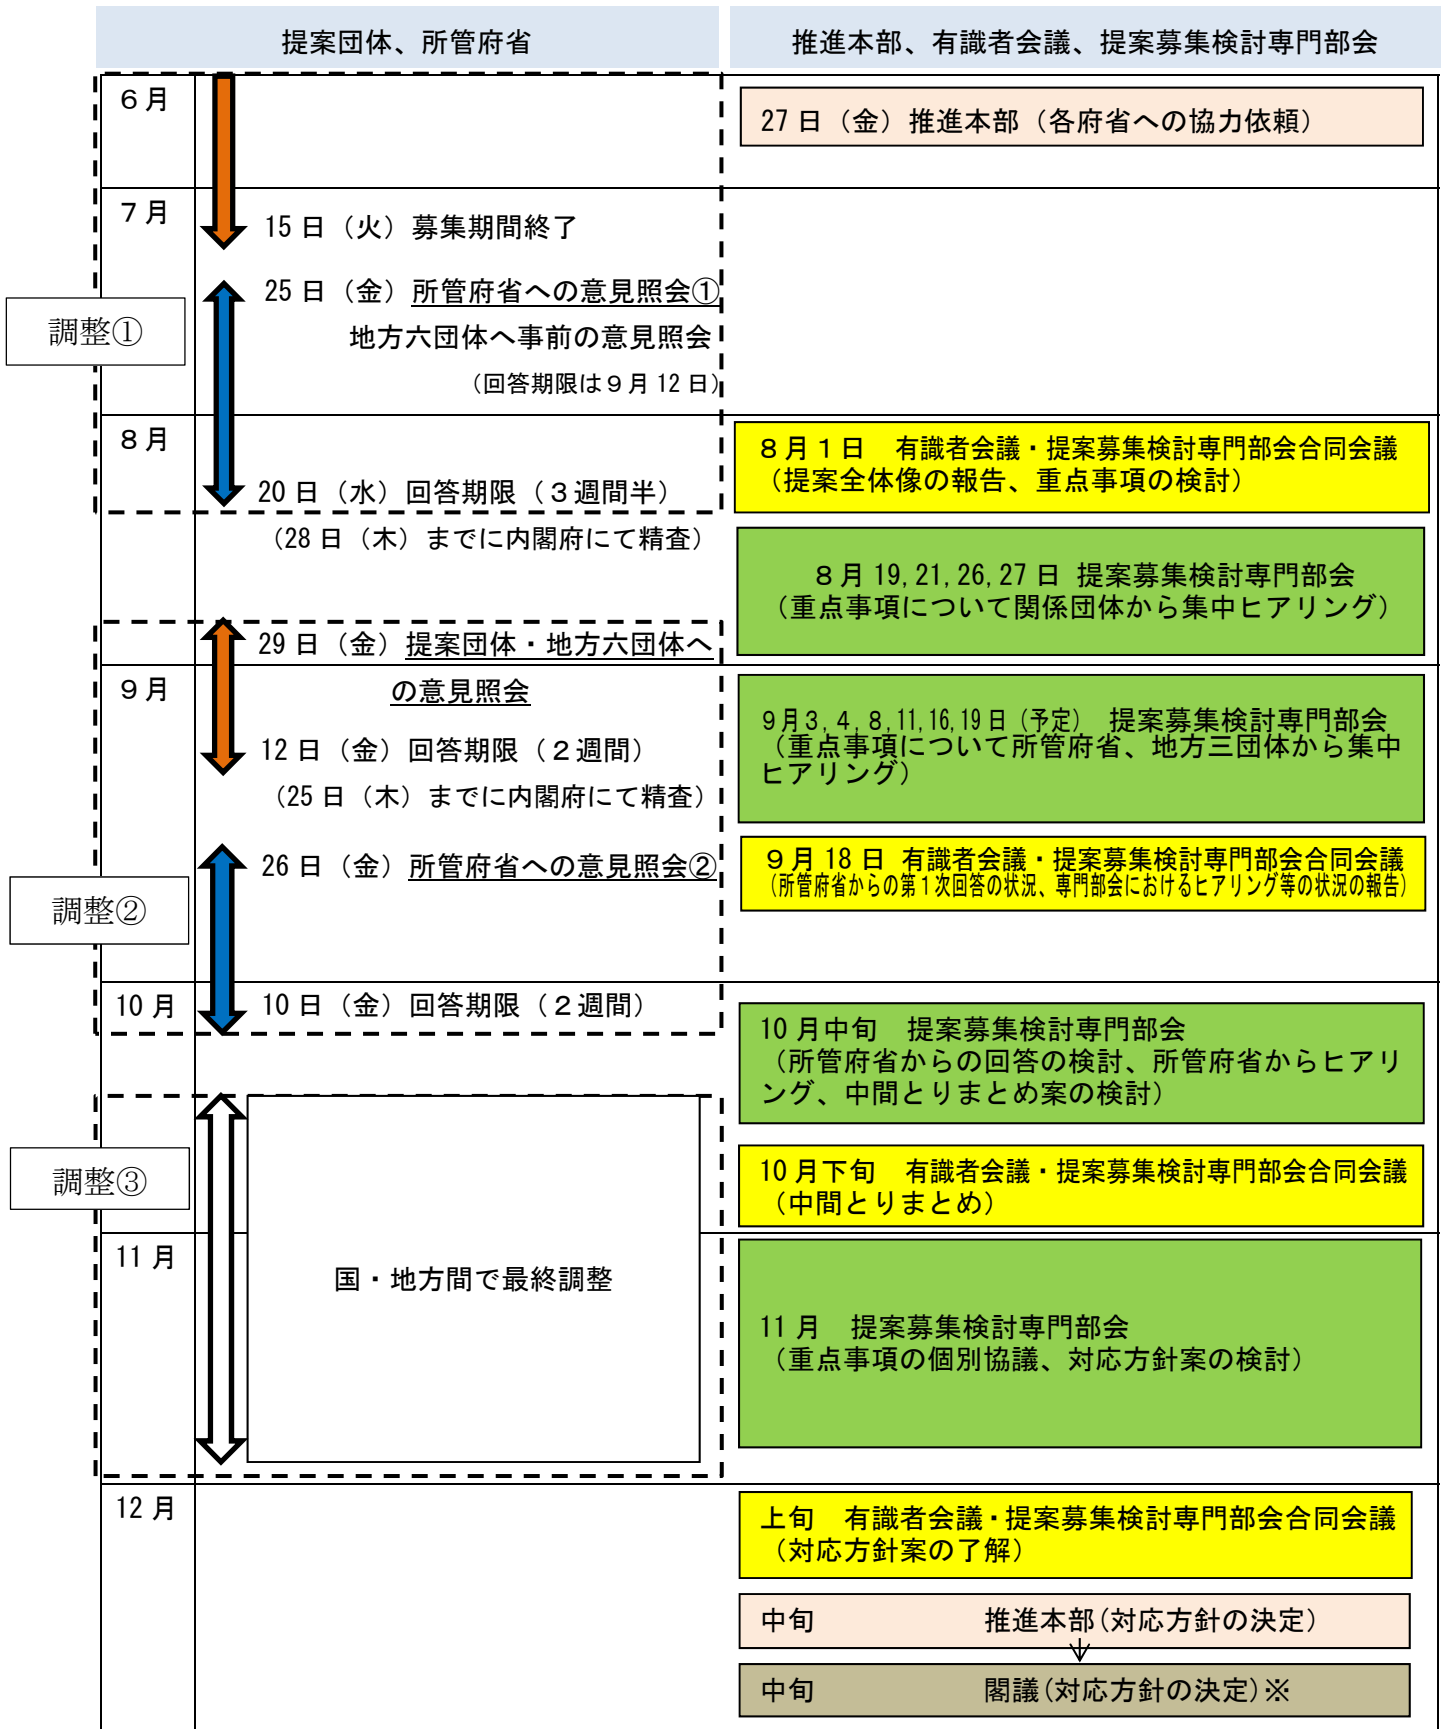 提案団体、所管府省
推進本部、有識者会議、提案募集検討専門部会
６月
27日（金）推進本部（各府省への協力依頼）
７月
15日（火）募集期間終了
25日（金）所管府省への意見照会①
地方六団体へ事前の意見照会
（回答期限は９月12日）
調整①
８月
20日（水）回答期限（３週間半）
（28日（木）までに内閣府にて精査）
８月１日　有識者会議・提案募集検討専門部会合同会議
（提案全体像の報告、重点事項の検討）
８月19,21,26,27日 提案募集検討専門部会
（重点事項について関係団体から集中ヒアリング）
29日（金）提案団体・地方六団体へ
の意見照会
９月
12日（金）回答期限（２週間）
（25日（木）までに内閣府にて精査）
９月３,４,８,11,16,19日（予定） 提案募集検討専門部会
（重点事項について所管府省、地方三団体から集中
ヒアリング）
26日（金）所管府省への意見照会②
９月18日 有識者会議・提案募集検討専門部会合同会議
（所管府省からの第１次回答の状況、専門部会におけるヒアリング等の状況の報告）
調整②
10月
10日（金）回答期限（２週間）
10月中旬　提案募集検討専門部会
（所管府省からの回答の検討、所管府省からヒアリ
ング、中間とりまとめ案の検討）
調整③
10月下旬　有識者会議・提案募集検討専門部会合同会議
（中間とりまとめ）
11月
国・地方間で最終調整
11月　提案募集検討専門部会
（重点事項の個別協議、対応方針案の検討）
12月
上旬　有識者会議・提案募集検討専門部会合同会議
（対応方針案の了解）
中旬　　　　推進本部（対応方針の決定）
中旬　　　　閣議（対応方針の決定）※